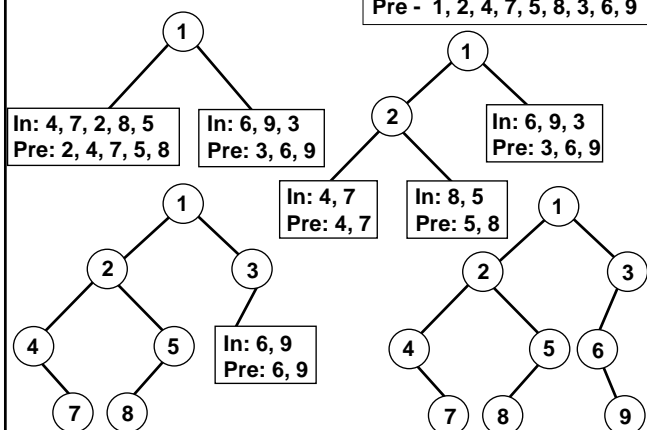 Pre - 1, 2, 4, 7, 5, 8, 3, 6, 9
1
In: 4, 7, 2, 8, 5
Pre: 2, 4, 7, 5, 8
In: 6, 9, 3
Pre: 3, 6, 9
1
2
In: 6, 9, 3
Pre: 3, 6, 9
In: 4, 7
Pre: 4, 7
In: 8, 5
Pre: 5, 8
1
2
3
4
5
In: 6, 9
Pre: 6, 9
7
8
1
2
3
4
5
6
7
8
9